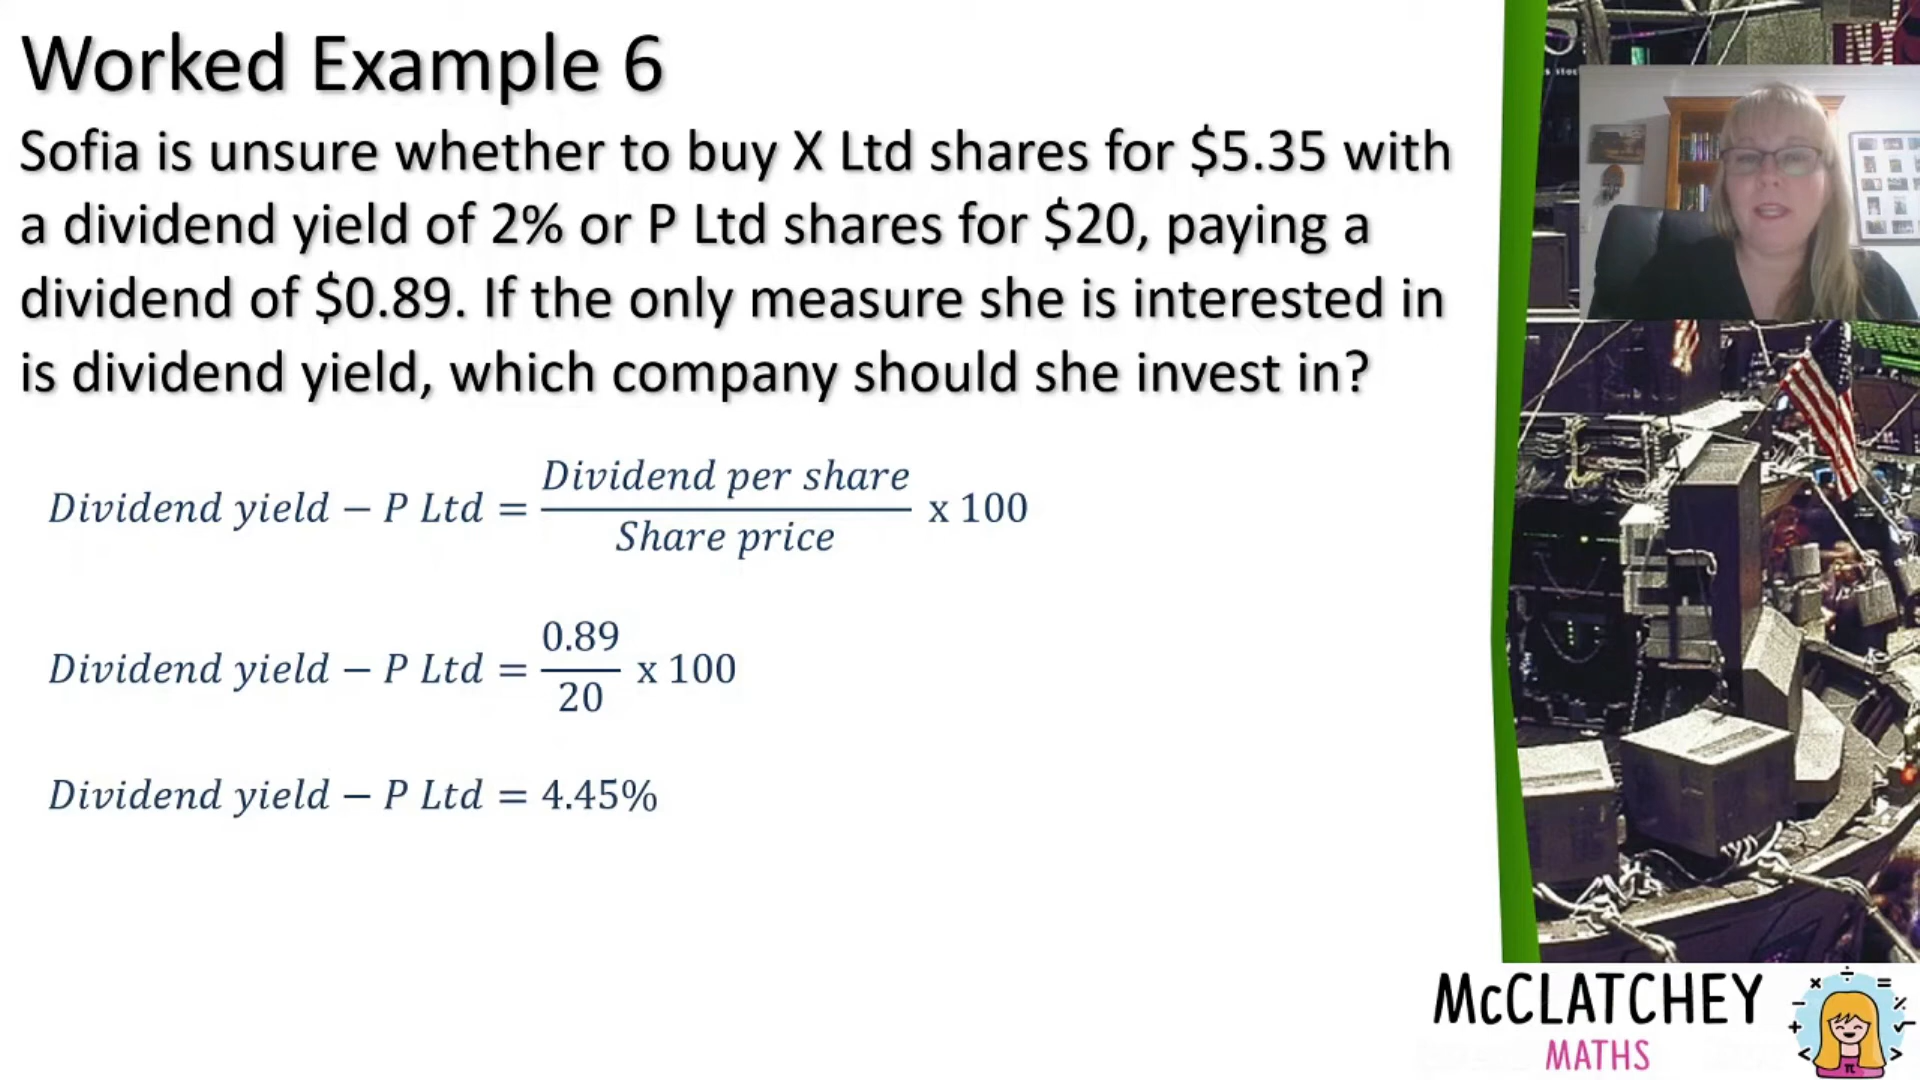 Worked Example 6
Sofia is unsure whether to buy X Ltd shares for $5.35 with
a dividend yield of 2% or P Ltd shares for $20, paying a
dividend of $0.89. If the only measure she is interested in
is dividend yield, which company should she invest in?
Dividend yield – P Ltd = Dividend per share / Share price x 100
Dividend yield – P Ltd = 0.89 / 20 x 100
Dividend yield – P Ltd = 4.45%
McCLATCHEY
MATHS